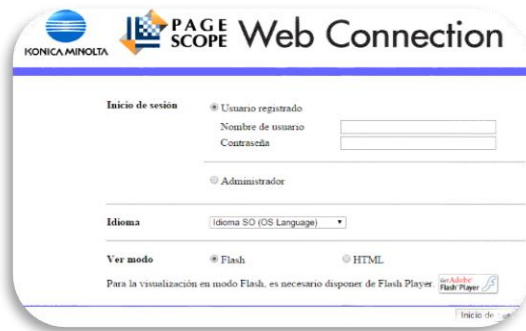 KONICA MINOLTA
PAGE SCOPE Web Connection
Inicio de sesión
Usuario registrado
Nombre de usuario
Contraseña
Administrador
Idioma
Idioma SO (OS Language)
Ver modo
Flash
HTML
Para la visualización en modo Flash, es necesario disponer de Flash Player.
Get Adobe
Flash Player
Inicio de